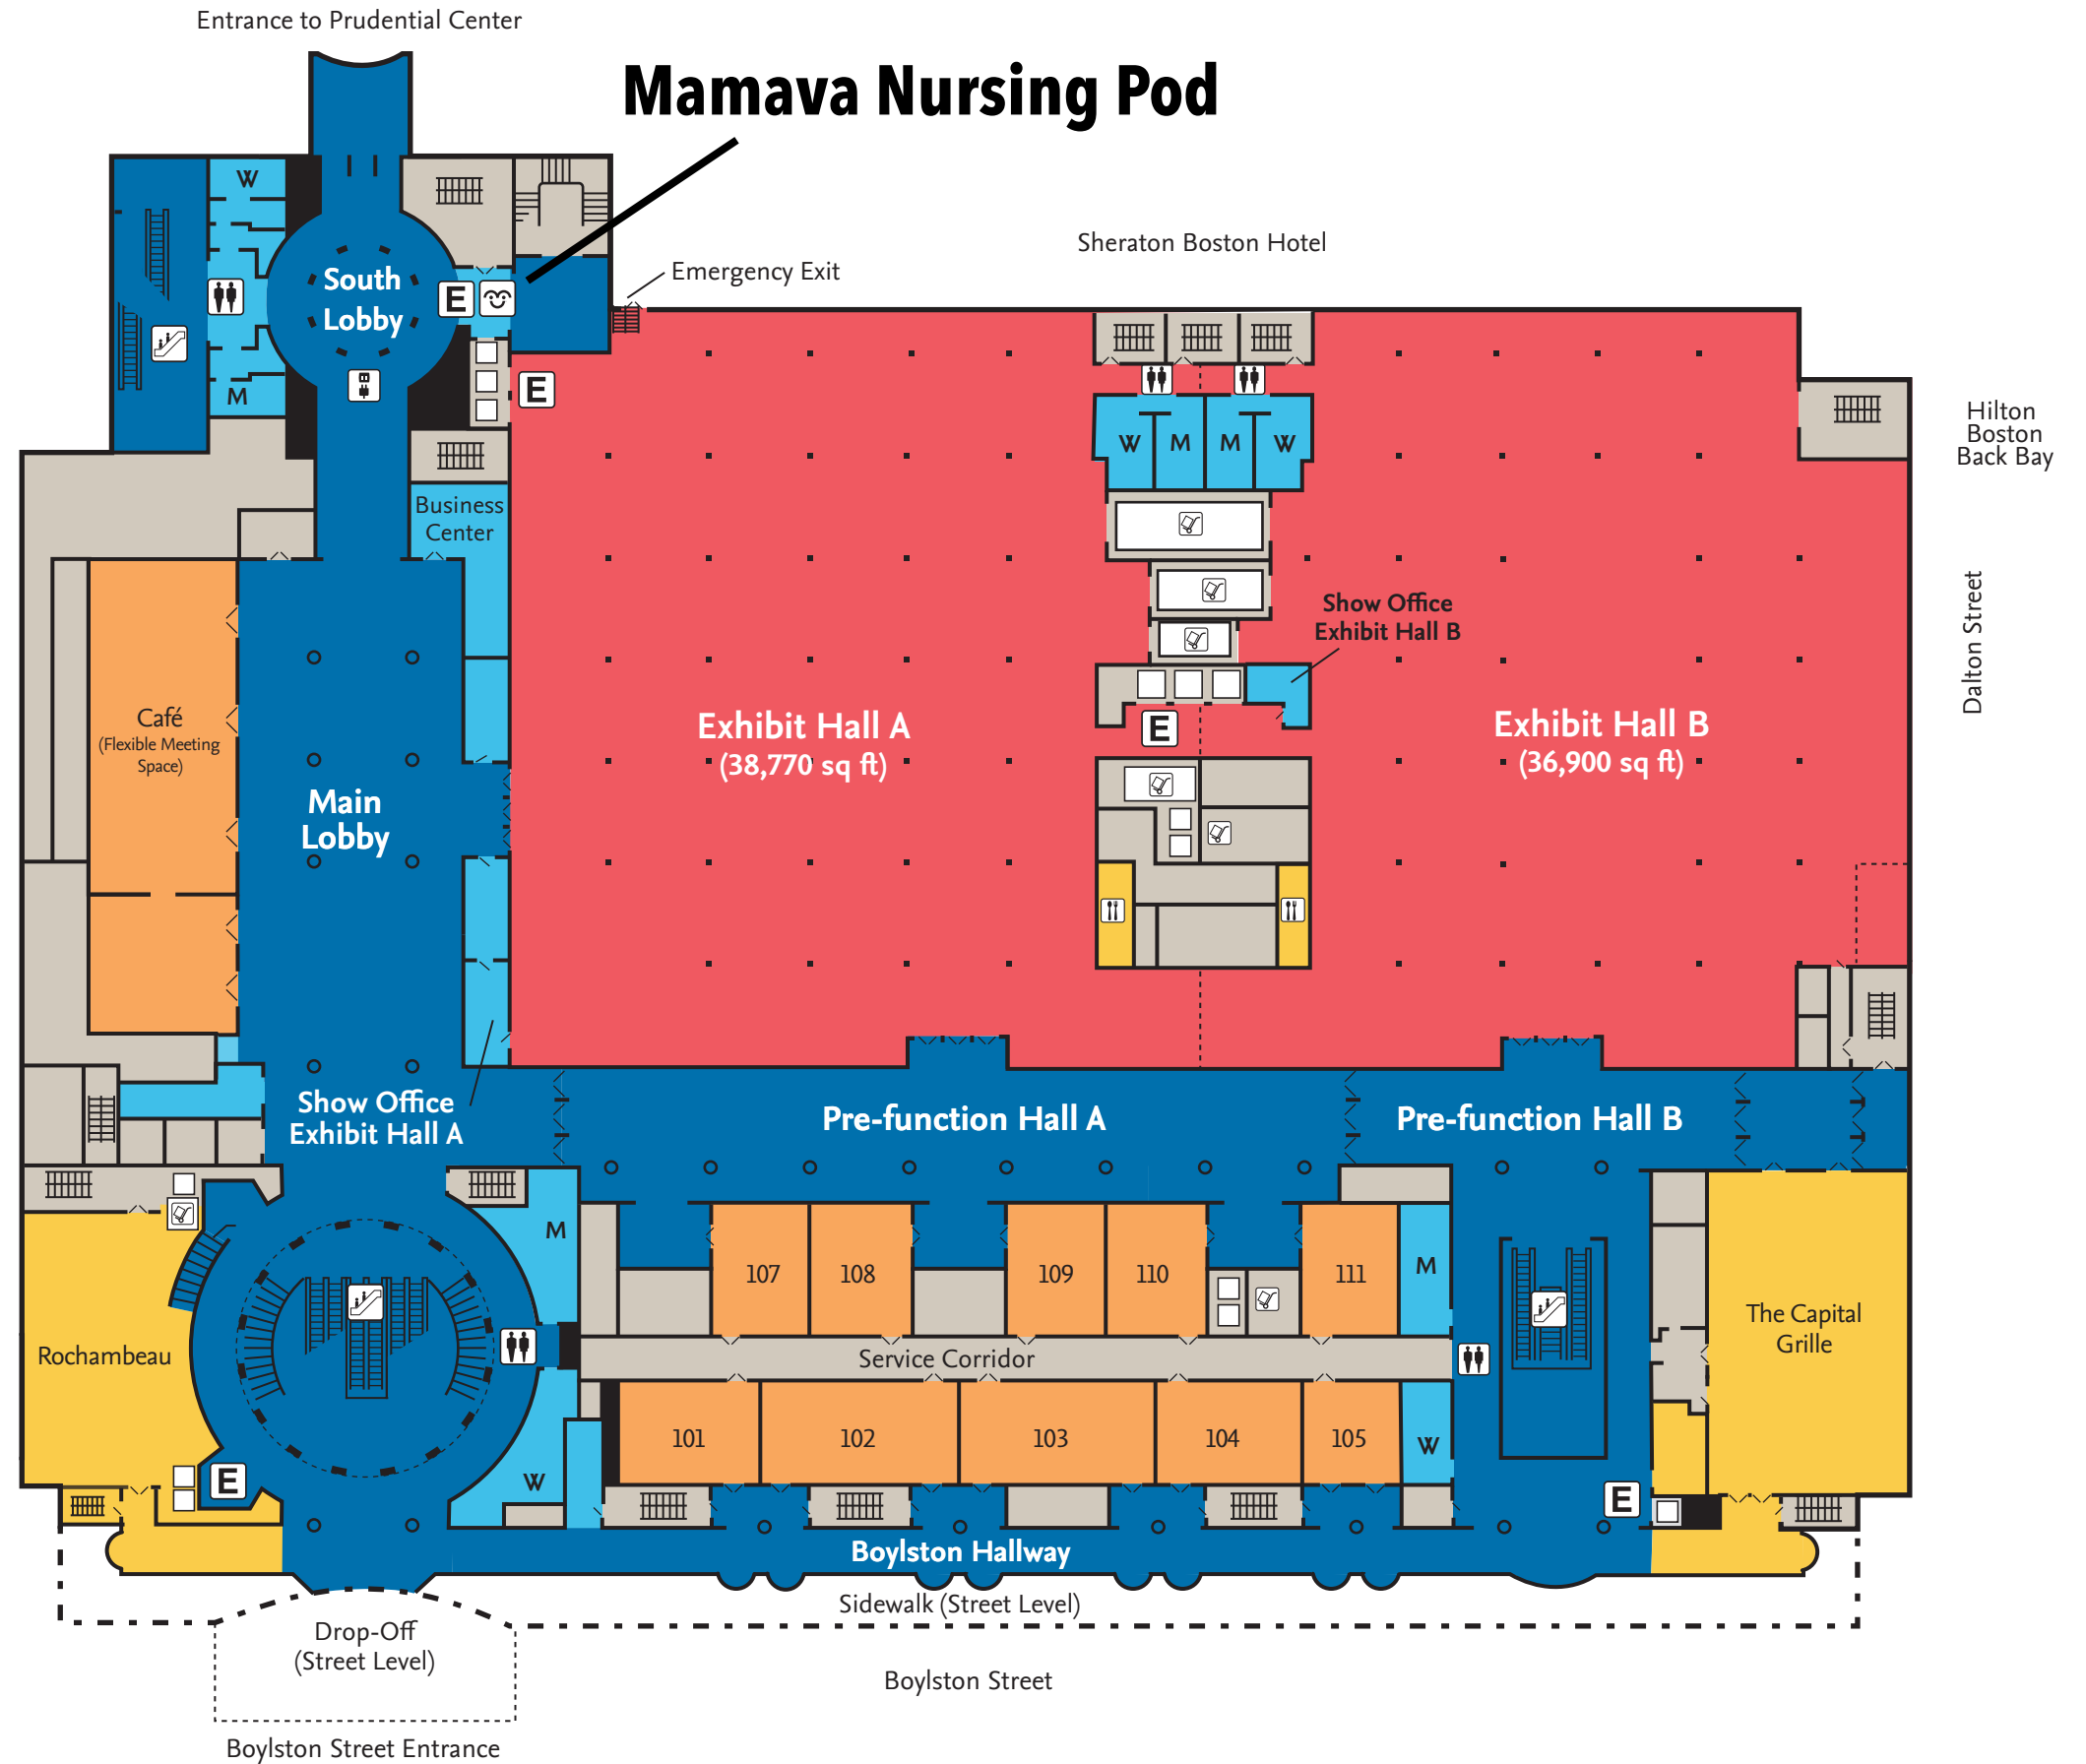 Entrance to Prudential Center
Mamava Nursing Pod
W
Sheraton Boston Hotel
Emergency Exit
South
Lobby
E
E
M
Hilton
Boston
Back Bay
W
M
M
W
Business
Center
Show Office
Exhibit Hall B
Dalton Street
Café
(Flexible Meeting
Space)
Exhibit Hall A
(38,770 sq ft)
E
Exhibit Hall B
(36,900 sq ft)
Main
Lobby
Show Office
Exhibit Hall A
Pre-function Hall A
Pre-function Hall B
M
107
108
109
110
111
M
The Capital
Grille
Rochambeau
Service Corridor
101
102
103
104
105
W
W
E
E
Boylston Hallway
Sidewalk (Street Level)
Drop-Off
(Street Level)
Boylston Street
Boylston Street Entrance